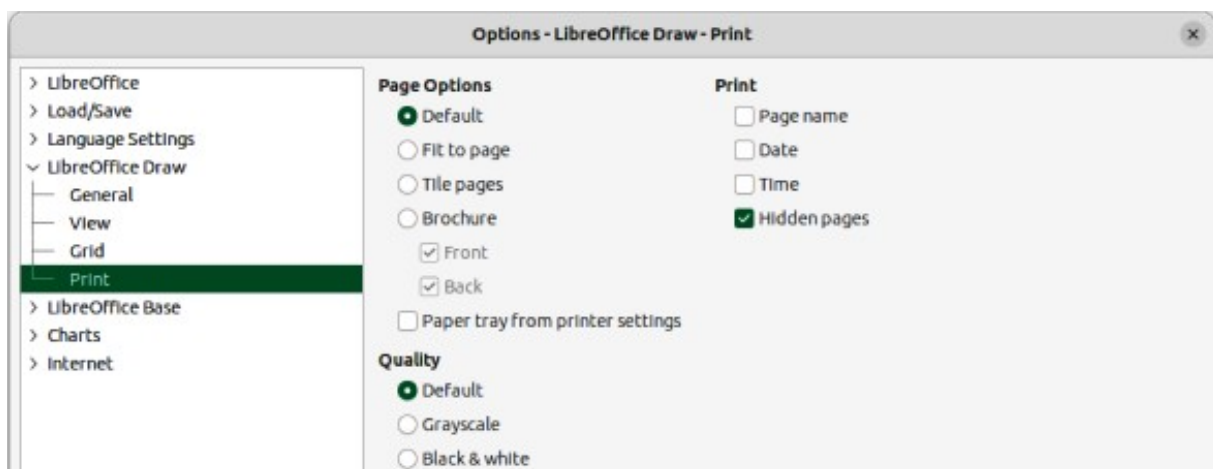 Options - LibreOffice Draw - Print
LibreOffice
Load/Save
Language Settings
LibreOffice Draw
General
View
Grid
Print
LibreOffice Base
Charts
Internet
Page Options
Default
Fit to page
Tile pages
Brochure
Front
Back
Paper tray from printer settings
Quality
Default
Grayscale
Black & white
Print
Page name
Date
Time
Hidden pages